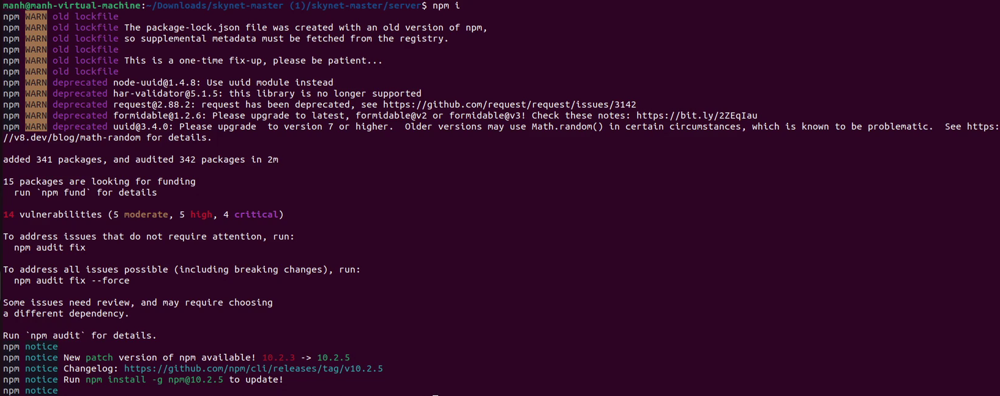 manh@manh-virtual-machine:~/Downloads/skynet-master (1)/skynet-master/server$ npm i
npm WARN old lockfile
npm WARN old lockfile The package-lock.json file was created with an old version of npm,
npm WARN old lockfile so supplemental metadata must be fetched from the registry.
npm WARN old lockfile
npm WARN old lockfile This is a one-time fix-up, please be patient...
npm WARN old lockfile
npm WARN deprecated node-uuid@1.4.8: Use uuid module instead
npm WARN deprecated har-validator@5.1.5: this library is no longer supported
npm WARN deprecated request@2.88.2: request has been deprecated, see https://github.com/request/request/issues/3142
npm WARN deprecated formidable@1.2.6: Please upgrade to latest, formidable@v2 or formidable@v3! Check these notes: https://bit.ly/2ZEqIau
npm WARN deprecated uuid@3.4.0: Please upgrade  to version 7 or higher.  Older versions may use Math.random() in certain circumstances, which is known to be problematic.  See https:
//v8.dev/blog/math-random for details.
added 341 packages, and audited 342 packages in 2m
15 packages are looking for funding
  run `npm fund` for details
14 vulnerabilities (5 moderate, 5 high, 4 critical)
To address issues that do not require attention, run:
  npm audit fix
To address all issues possible (including breaking changes), run:
  npm audit fix --force
Some issues need review, and may require choosing
a different dependency.
Run `npm audit` for details.
npm notice
npm notice New patch version of npm available! 10.2.3 -> 10.2.5
npm notice Changelog: https://github.com/npm/cli/releases/tag/v10.2.5
npm notice Run npm install -g npm@10.2.5 to update!
npm notice